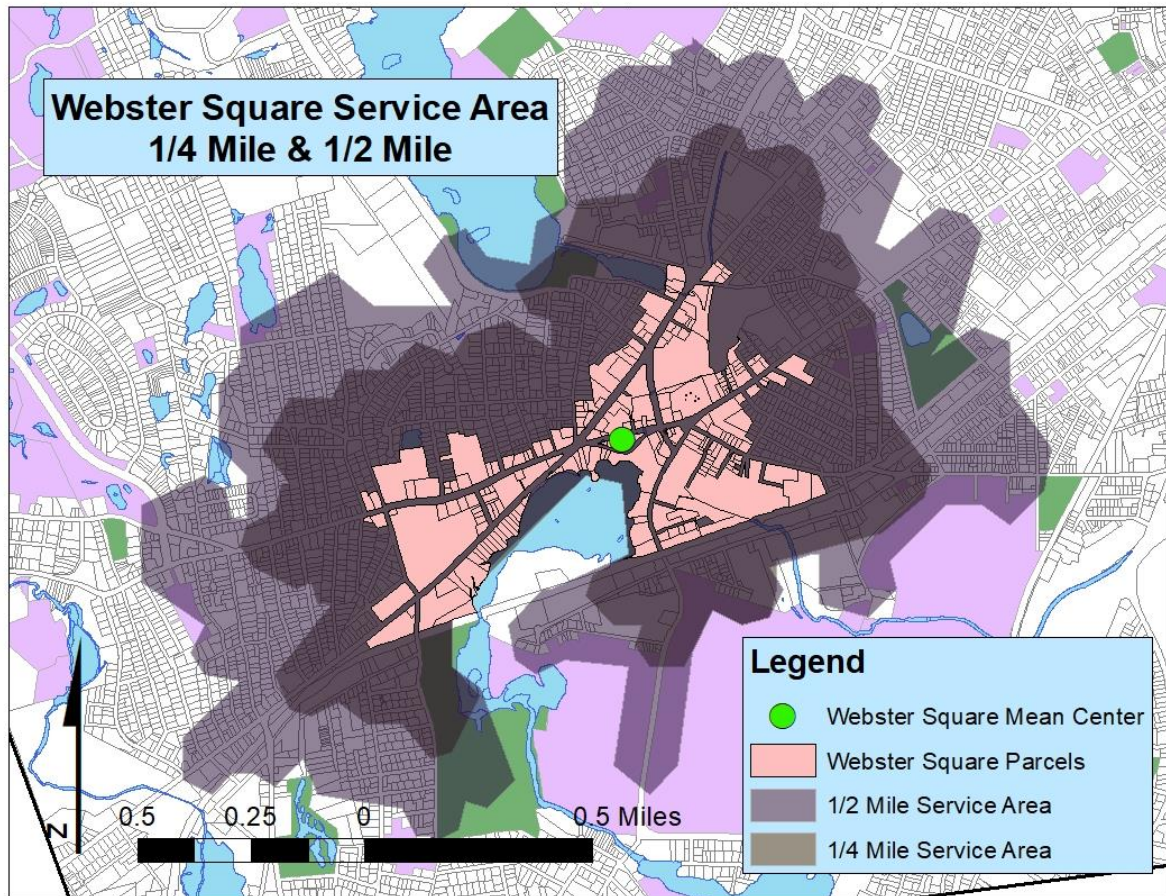 Webster Square Service Area
1/4 Mile & 1/2 Mile
Legend
Webster Square Mean Center
Webster Square Parcels
1/2 Mile Service Area
1/4 Mile Service Area
N
0.5 0.25 0 0.5 Miles